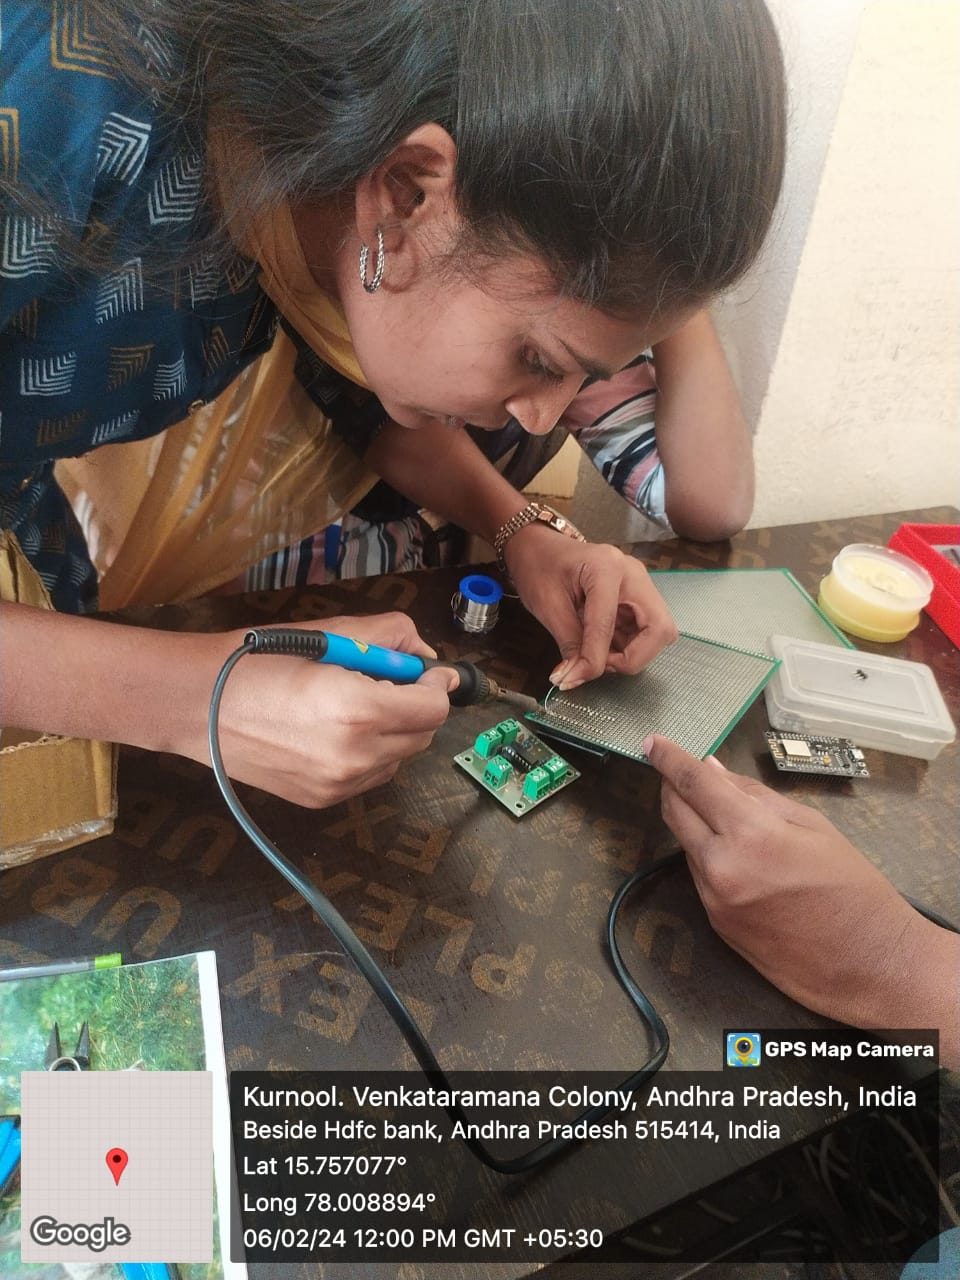 GPS Map Camera
Kurnool. Venkataramana Colony, Andhra Pradesh, India
Beside Hdfc bank, Andhra Pradesh 515414, India
Lat 15.757077°
Long 78.008894°
06/02/24 12:00 PM GMT +05:30
Google